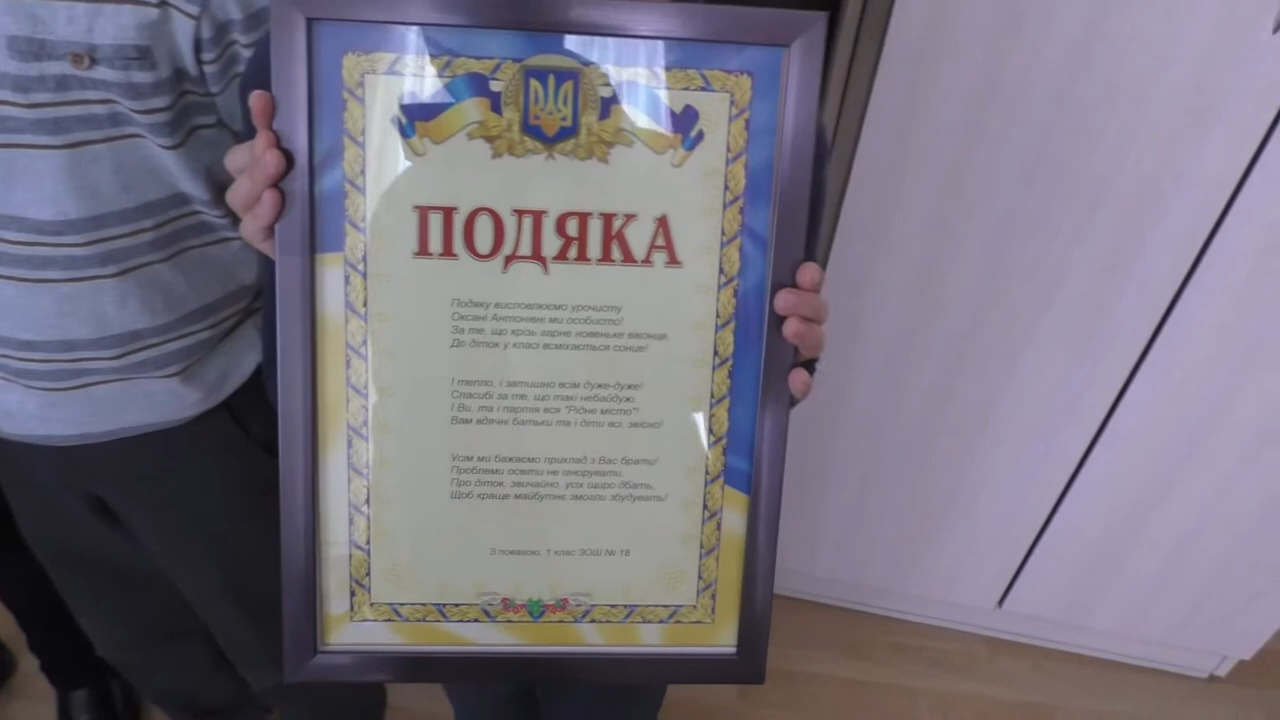 ПОДЯКА
Подяку висловлюємо урочисту
Оксані Антонівні ми особисто!
За те, що крізь гарне новеньке віконце,
До діток у класі всміхається сонце!
І тепло, і затишно всім дуже-дуже!
Спасибі за те, що такі небайдужі
І Ви, та і партія вся "Рідне місто"!
Вам вдячні батьки та і діти всі, звісно!
Усім ми бажаємо приклад з Вас брати!
Проблеми освіти не ігнорувати,
Про діток, звичайно, усіх щиро дбать,
Щоб краще майбутнє змогли збудувать!
З повагою, 1 клас ЗОШ № 18